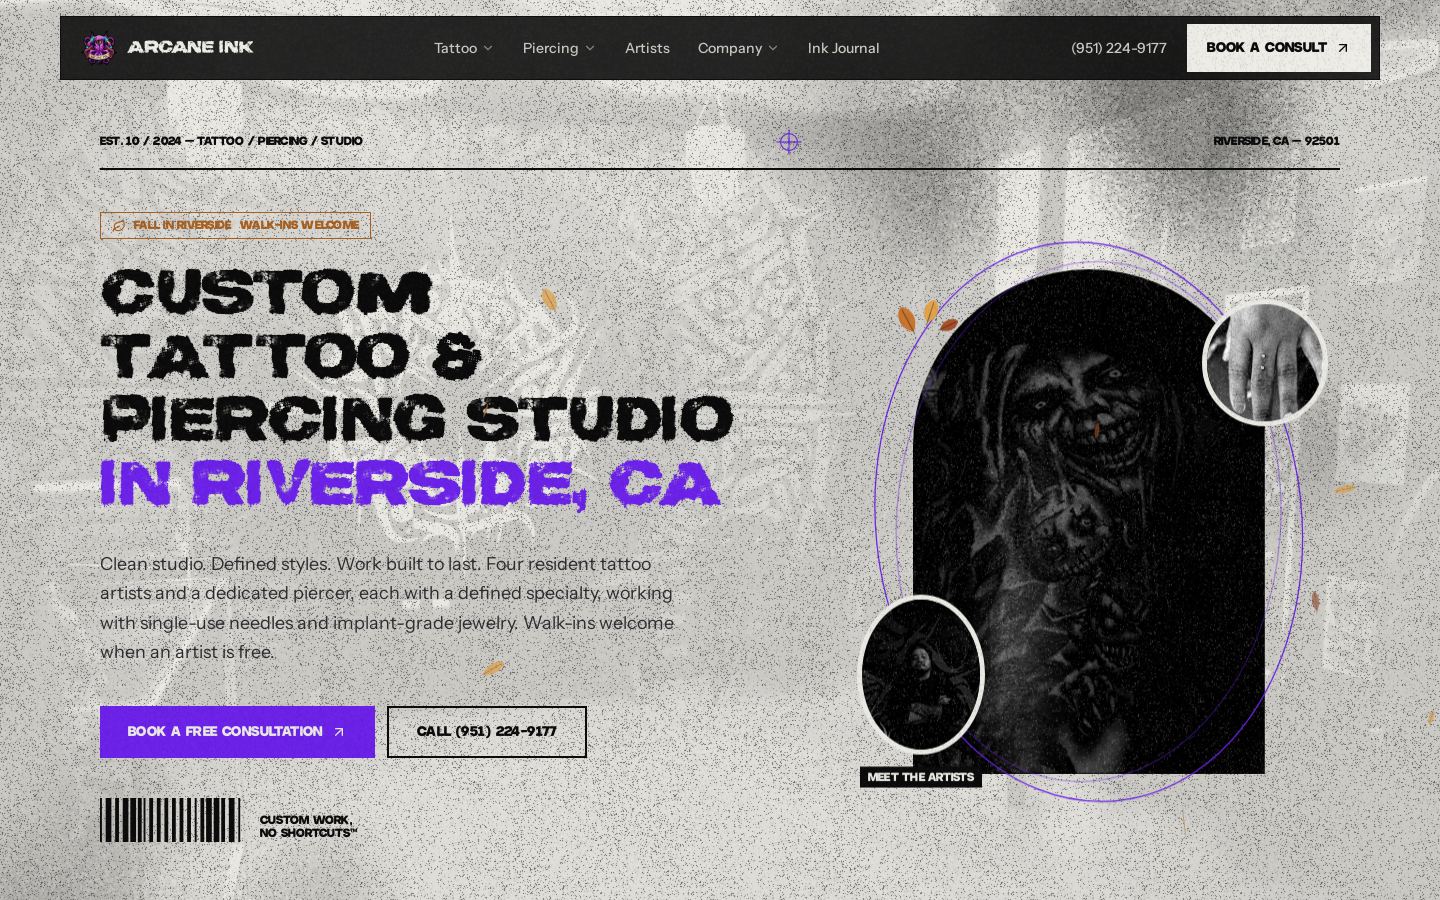 ARCANE INK
Tattoo
Piercing
Artists
Company
Ink Journal
(951) 224-9177
BOOK A CONSULT
EST. 10 / 2024 — TATTOO / PIERCING / STUDIO
RIVERSIDE, CA — 92501
FALL IN RIVERSIDE WALK-INS WELCOME
CUSTOM
TATTOO &
PIERCING STUDIO
IN RIVERSIDE, CA
Clean studio. Defined styles. Work built to last. Four resident tattoo
artists and a dedicated piercer, each with a defined specialty, working
with single-use needles and implant-grade jewelry. Walk-ins welcome
when an artist is free.
BOOK A FREE CONSULTATION
CALL (951) 224-9177
MEET THE ARTISTS
CUSTOM WORK,
NO SHORTCUTS™